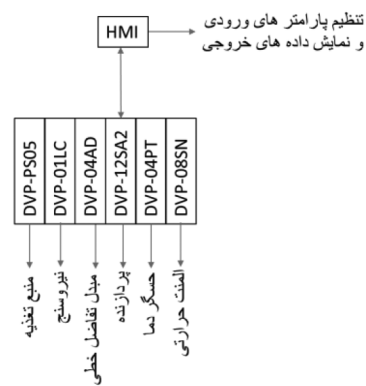 HMI
تنظیم پارامتر های ورودی
و نمایش داده های خروجی
DVP-PS05
DVP-01LC
DVP-04AD
DVP-12SA2
DVP-04PT
DVP-08SN
منبع تغذیه
نیروسنج
مبدل تفاضل خطی
پردازنده
حسگر دما
المنت حرارتی